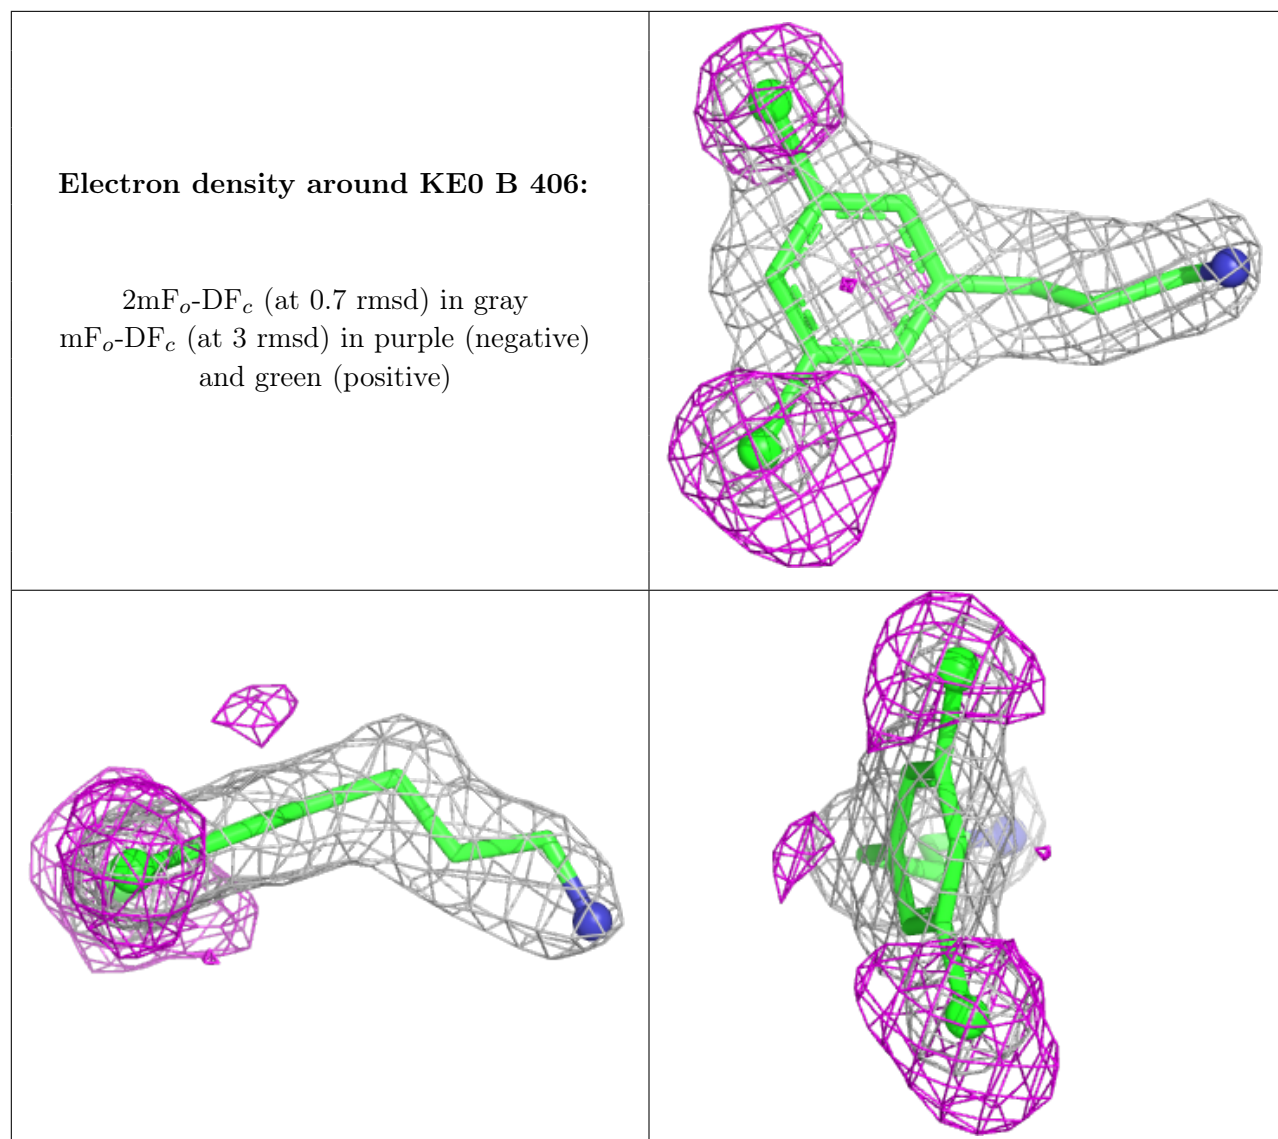 Electron density around KE0 B 406:
2mFo-DFc (at 0.7 rmsd) in gray
mFo-DFc (at 3 rmsd) in purple (negative)
and green (positive)